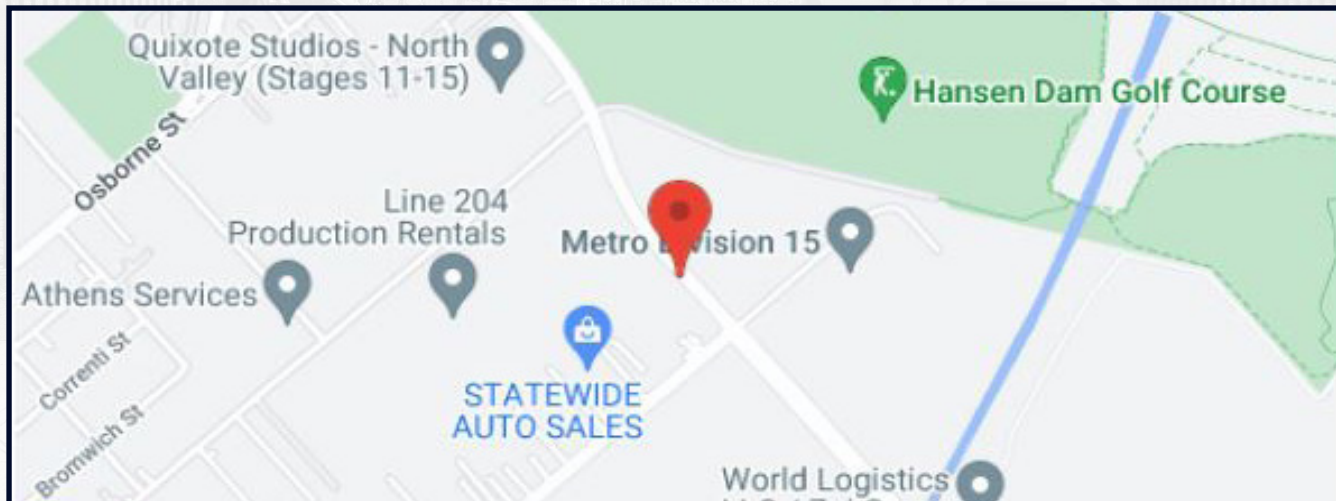 Quixote Studios - North
Valley (Stages 11-15)
Hansen Dam Golf Course
Osborne St
Line 204
Production Rentals
Metro Division 15
Athens Services
Correnti St
STATEWIDE
AUTO SALES
Bromwich St
World Logistics